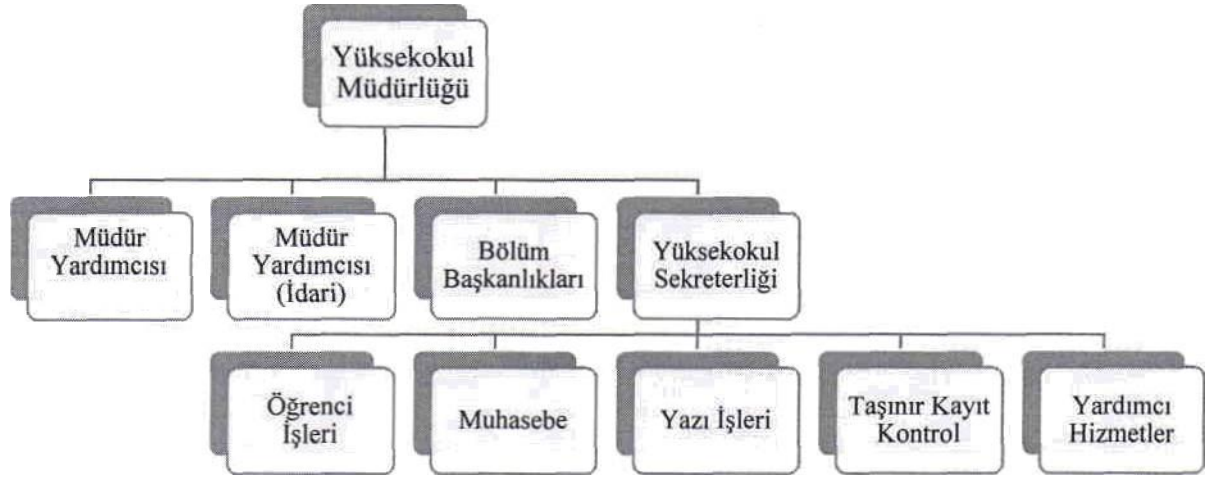 Yüksekokul
Müdürlüğü
Müdür
Yardımcısı
Müdür
Yardımcısı
(İdari)
Bölüm
Başkanlıkları
Yüksekokul
Sekreterliği
Öğrenci
İşleri
Muhasebe
Yazı İşleri
Taşınır Kayıt
Kontrol
Yardımcı
Hizmetler